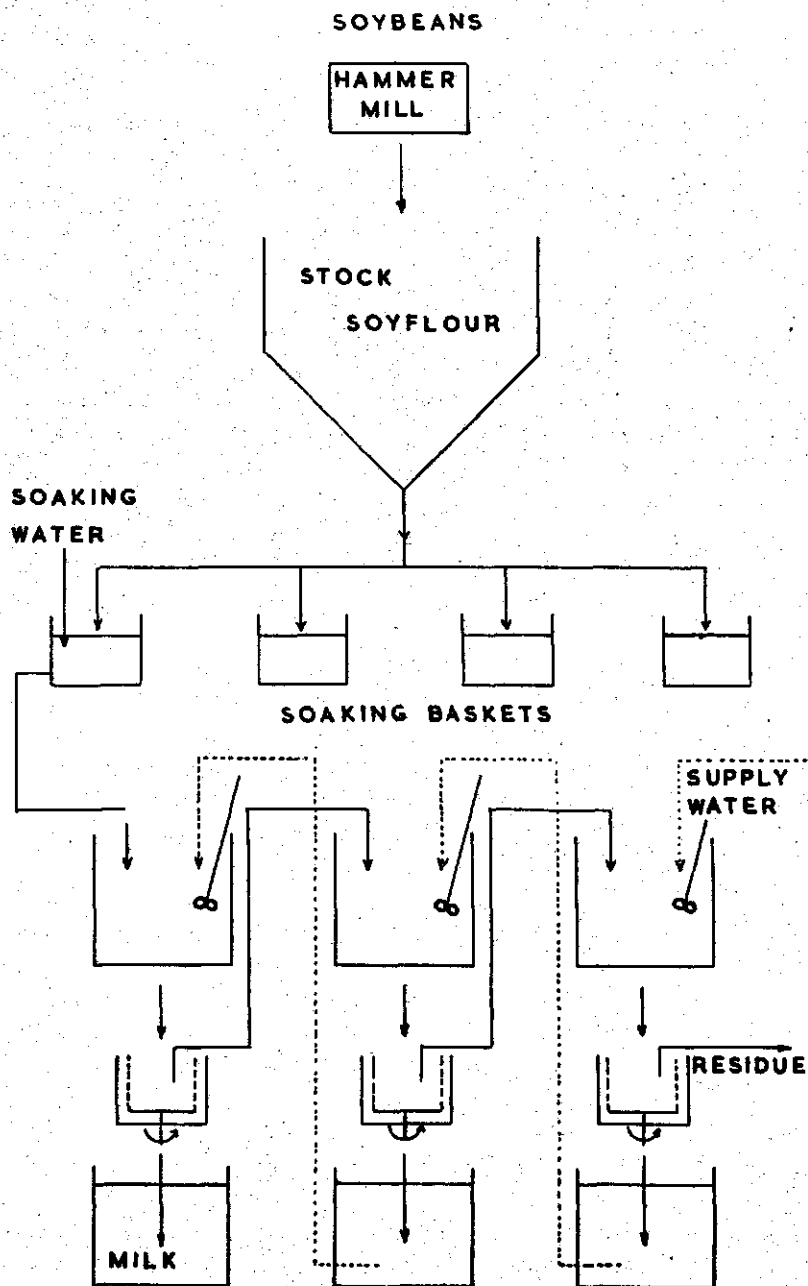 SOYBEANS
HAMMER
MILL
STOCK
SOYFLOUR
SOAKING
WATER
SOAKING BASKETS
SUPPLY
WATER
RESIDUE
MILK